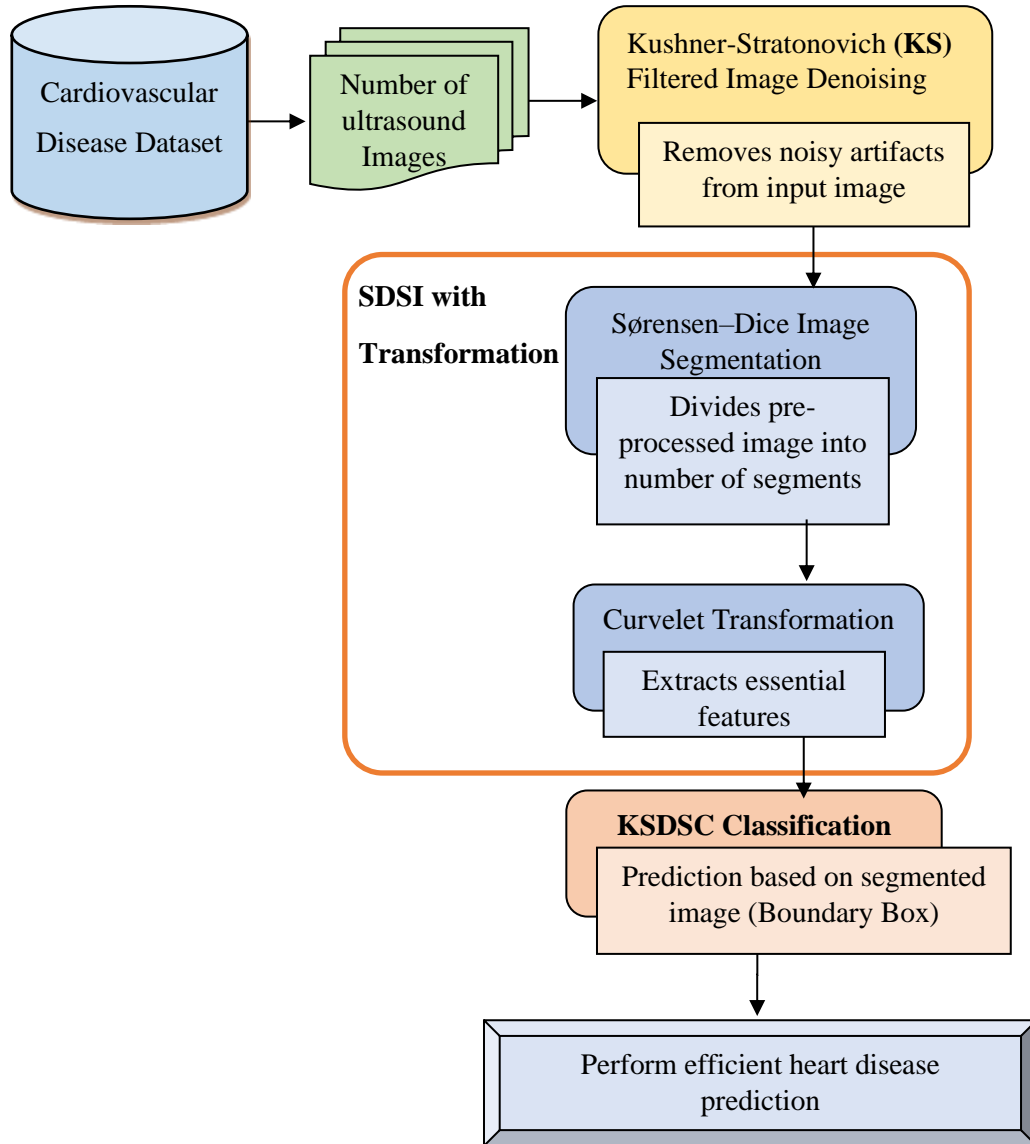 Cardiovascular
Disease Dataset
Number of
ultrasound
Images
Kushner-Stratonovich (KS)
Filtered Image Denoising
Removes noisy artifacts
from input image
SDSI with
Transformation
Sørensen–Dice Image
Segmentation
Divides pre-
processed image into
number of segments
Curvelet Transformation
Extracts essential
features
KSDSC Classification
Prediction based on segmented
image (Boundary Box)
Perform efficient heart disease
prediction